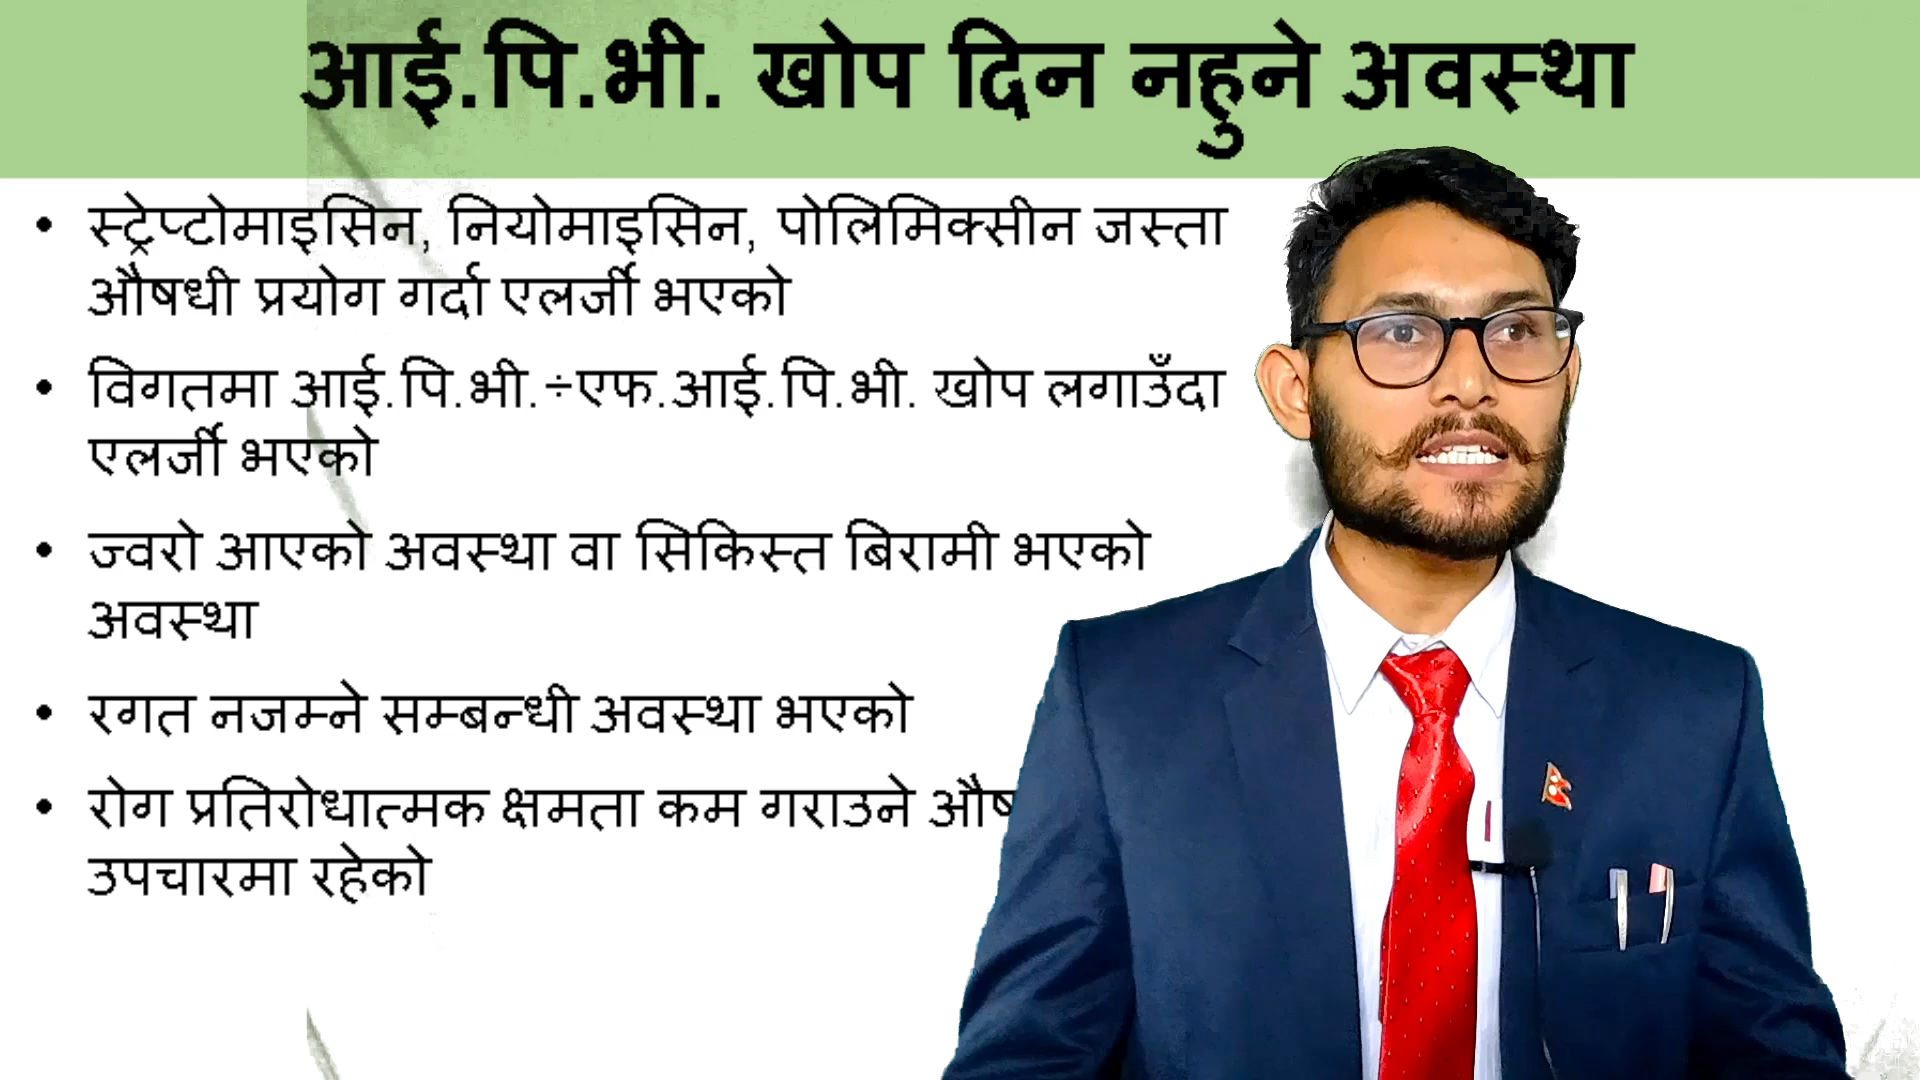 आई.पि.भी. खोप दिन नहुने अवस्था
• स्ट्रेप्टोमाइसिन, नियोमाइसिन, पोलिमिक्सीन जस्ता
औषधी प्रयोग गर्दा एलर्जी भएको
• विगतमा आई.पि.भी.÷एफ.आई.पि.भी. खोप लगाउँदा
एलर्जी भएको
• ज्वरो आएको अवस्था वा सिकिस्त बिरामी भएको
अवस्था
• रगत नजम्ने सम्बन्धी अवस्था भएको
• रोग प्रतिरोधात्मक क्षमता कम गराउने
उपचारमा रहेको